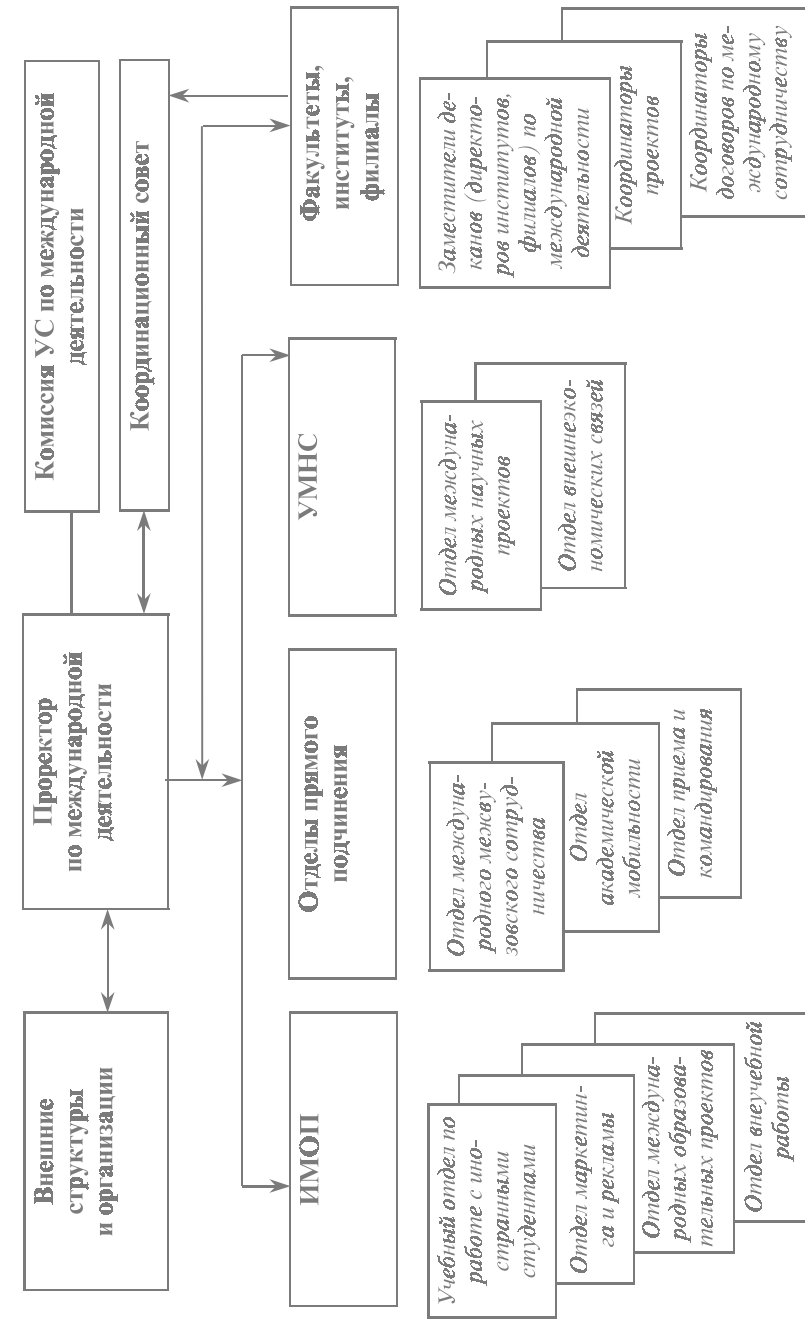 Внешние
структуры
и организации
Проректор
по международной
деятельности
Комиссия УС по международной
деятельности
Координационный совет
ИМОП
Отделы прямого
подчинения
УМНС
Факультеты,
институты,
филиалы
Учебный отдел по
работе с ино-
странными
студентами
Отдел маркетин-
га и рекламы
Отдел междуна-
родных образова-
тельных проектов
Отдел внеучебной
работы
Отдел междуна-
родного межву-
зовского сотруд-
ничества
Отдел
академической
мобильности
Отдел приема и
командирования
Отдел междуна-
родных научных
проектов
Отдел внешнеэко-
номических связей
Заместители де-
канов (директо-
ров институтов,
филиалов) по
международной
деятельности
Координаторы
проектов
Координаторы
договоров по ме-
ждународному
сотрудничеству